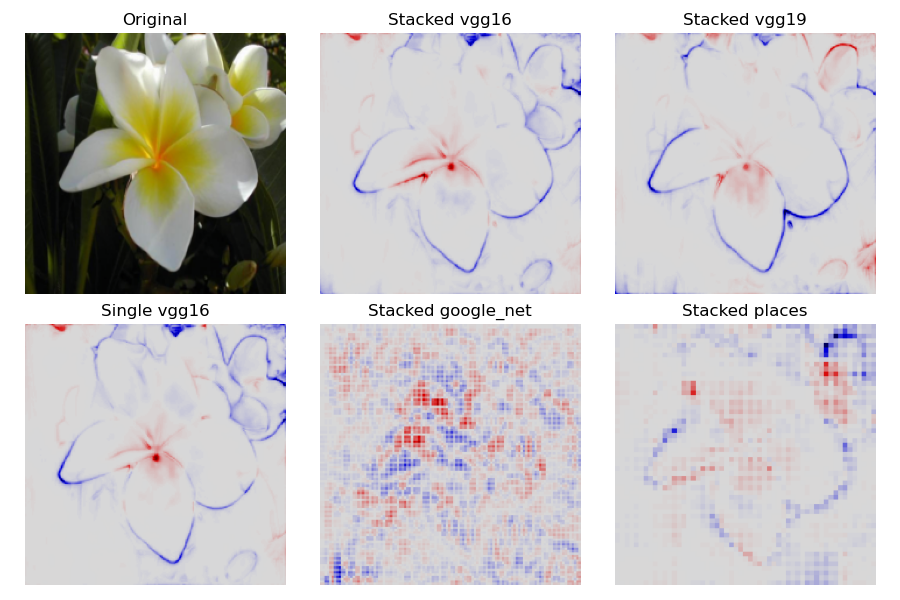 Original
Stacked vgg16
Stacked vgg19
Single vgg16
Stacked google_net
Stacked places